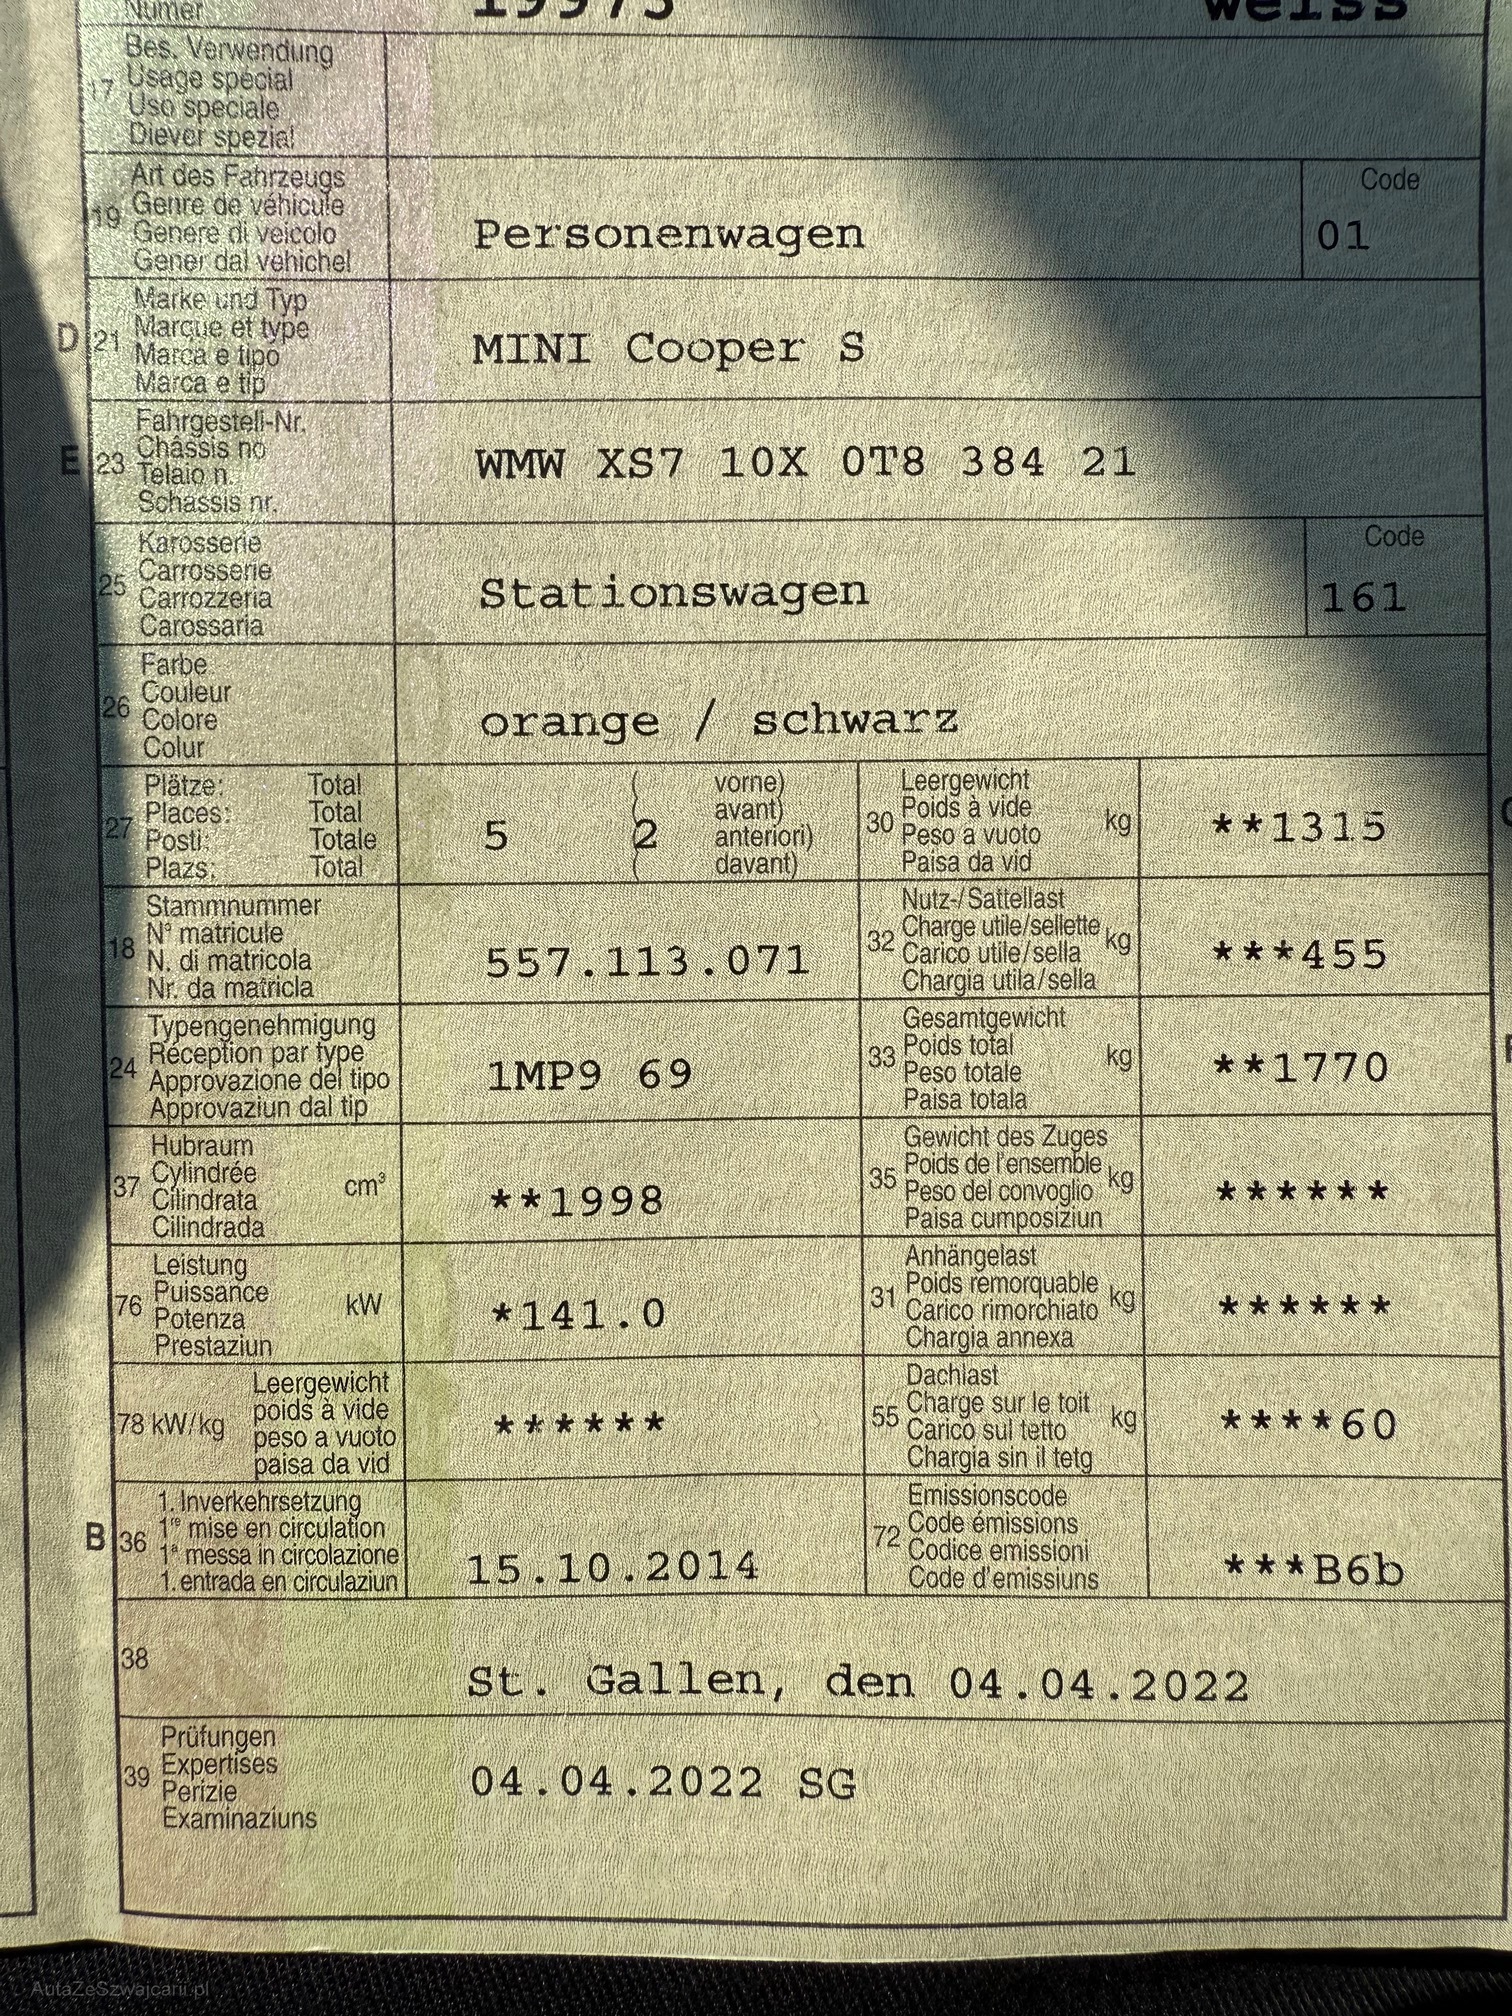 Numer 19973 weiss
17 Bes. Verwendung
Usage spécial
Uso speciale
Diever spezial
19 Art des Fahrzeugs
Genre de véhicule
Genere di veicolo
Gener dal vehichel
Personenwagen
Code
01
D 21 Marke und Typ
Marque et type
Marca e tipo
Marca e tip
MINI Cooper S
E 23 Fahrgestell-Nr.
Châssis no
Telaio n.
Schassis nr.
WMW XS7 10X 0T8 384 21
25 Karosserie
Carrosserie
Carrozzeria
Carossaria
Stationswagen
Code
161
26 Farbe
Couleur
Colore
Colur
orange / schwarz
27 Plätze: Total
Places: Total
Posti: Totale
Plazs: Total
5 ( 2 vorne)
avant)
anteriori)
davant)
30 Leergewicht
Poids à vide
Peso a vuoto
Paisa da vid
kg
**1315
18 Stammnummer
N° matricule
N. di matricola
Nr. da matricla
557.113.071
32 Nutz-/Sattellast
Charge utile/sellette
Carico utile/sella
Chargia utila/sella
kg
***455
24 Typengenehmigung
Réception par type
Approvazione del tipo
Approvaziun dal tip
1MP9 69
33 Gesamtgewicht
Poids total
Peso totale
Paisa totala
kg
**1770
37 Hubraum
Cylindrée
Cilindrata
Cilindrada
cm³
**1998
35 Gewicht des Zuges
Poids de l'ensemble
Peso del convoglio
Paisa cumposiziun
kg
******
76 Leistung
Puissance
Potenza
Prestaziun
kW
*141.0
31 Anhängelast
Poids remorquable
Carico rimorchiato
Chargia annexa
kg
******
78 kW/kg Leergewicht
poids à vide
peso a vuoto
paisa da vid
******
55 Dachlast
Charge sur le toit
Carico sul tetto
Chargia sin il tetg
kg
****60
B 36 1. Inverkehrsetzung
1re mise en circulation
1a messa in circolazione
1. entrada en circulaziun
15.10.2014
72 Emissionscode
Code émissions
Codice emissioni
Code d'emissiuns
***B6b
38 St. Gallen, den 04.04.2022
39 Prüfungen
Expertises
Perizie
Examinaziuns
04.04.2022 SG
AutaZeSzwajcarii.pl